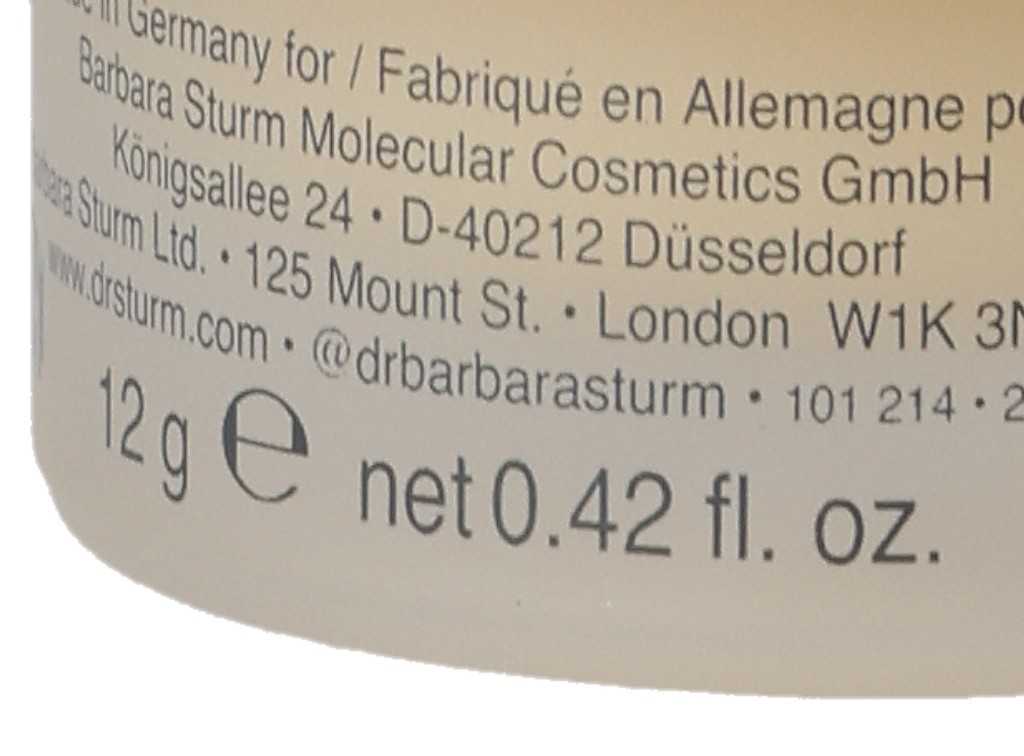 in Germany for / Fabriqué en Allemagne
Barbara Sturm Molecular Cosmetics GmbH
Königsallee 24 • D-40212 Düsseldorf
Sturm Ltd. • 125 Mount St. • London W1K
www.drsturm.com • @drbarbarasturm • 101 214 •
12 g ℮ net 0.42 fl. oz.